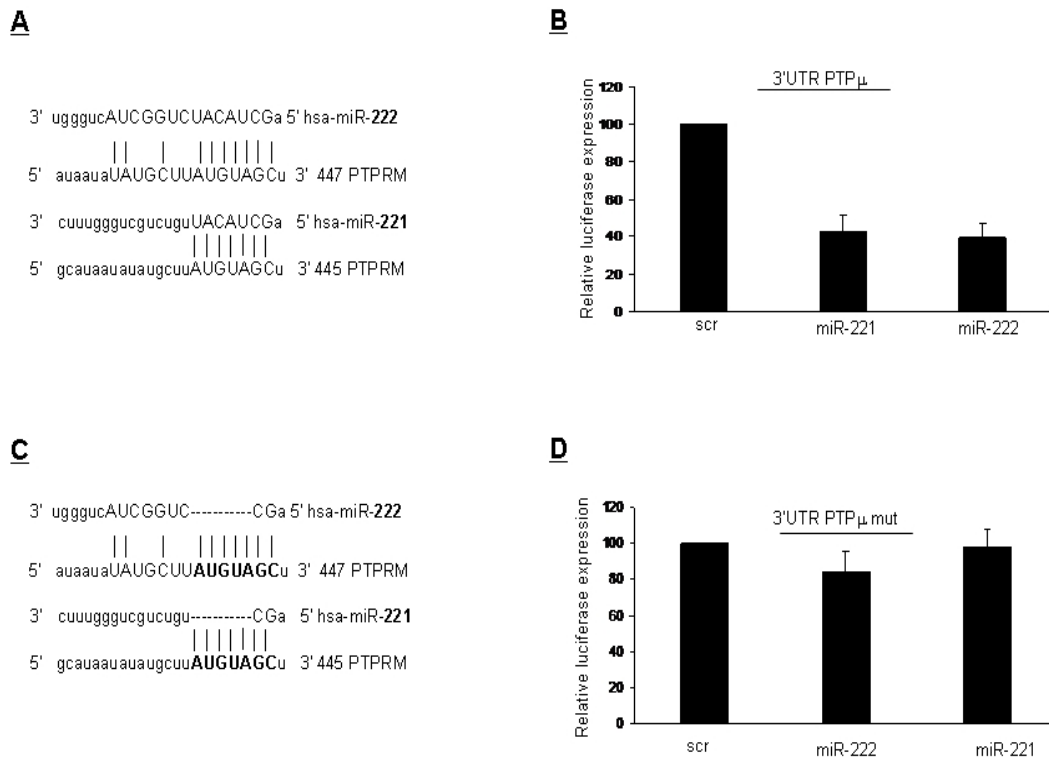 A
3' ugggucAUCGGUCUACAUCGa 5' hsa-miR-222
5' auaauaUAUGCUUAUGUAGCu 3' 447 PTPRM
3' cuuugggucgucuguUACAUCGa 5' hsa-miR-221
5' gcauaauauaugcuuAUGUAGCu 3' 445 PTPRM
B
3'UTR PTPμ
Relative luciferase expression
120
100
80
60
40
20
0
scr
miR-221
miR-222
C
3' ugggucAUCGGUC----------CGa 5' hsa-miR-222
5' auaauaUAUGCUUAUGUAGCu 3' 447 PTPRM
3' cuuugggucgucugu----------CGa 5' hsa-miR-221
5' gcauaauauaugcuuAUGUAGCu 3' 445 PTPRM
D
3'UTR PTPμ mut
Relative luciferase expression
120
100
80
60
40
20
0
scr
miR-222
miR-221